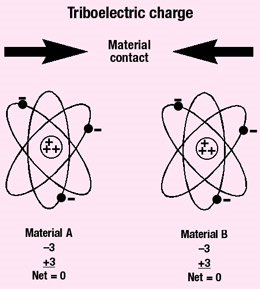 Triboelectric charge
Material
contact
–
–
–
+
++
–
–
–
+
++
Material A
–3
+3
Net = 0
Material B
–3
+3
Net = 0